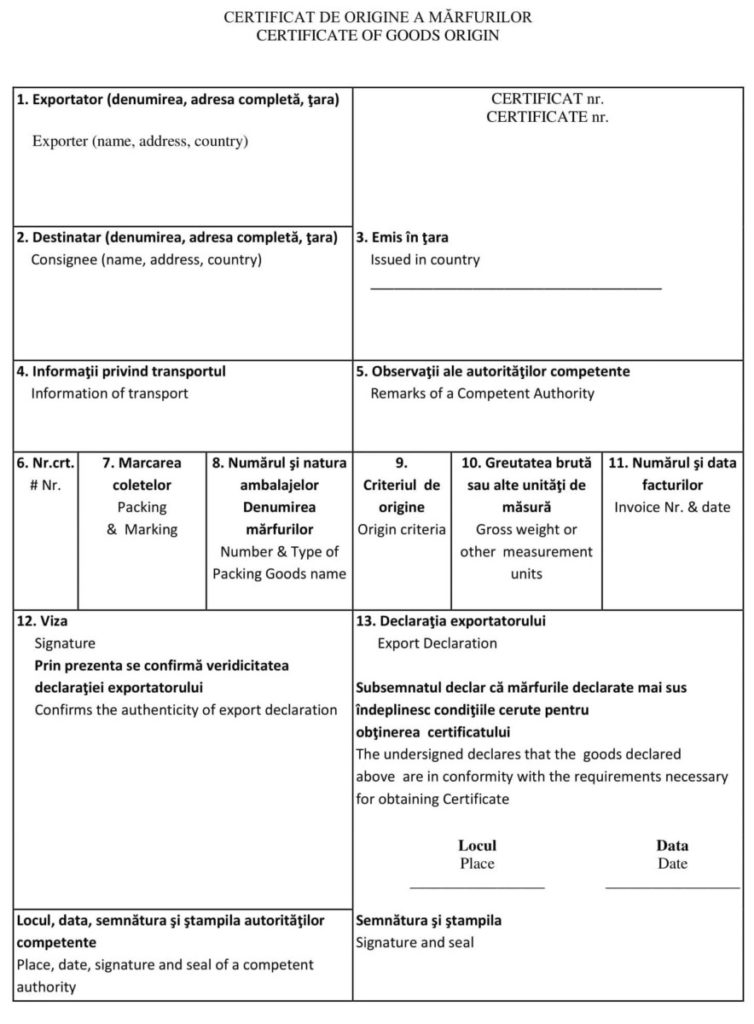 CERTIFICAT DE ORIGINE A MĂRFURILOR
CERTIFICATE OF GOODS ORIGIN
1. Exportator (denumirea, adresa completă, ţara)
Exporter (name, address, country)
CERTIFICAT nr.
CERTIFICATE nr.
2. Destinatar (denumirea, adresa completă, ţara)
Consignee (name, address, country)
3. Emis în ţara
Issued in country
4. Informaţii privind transportul
Information of transport
5. Observaţii ale autorităţilor competente
Remarks of a Competent Authority
6. Nr.crt.
# Nr.
7. Marcarea
coletelor
Packing
& Marking
8. Numărul şi natura
ambalajelor
Denumirea
mărfurilor
Number & Type of
Packing Goods name
9.
Criteriul de
origine
Origin criteria
10. Greutatea brută
sau alte unităţi de
măsură
Gross weight or
other measurement
units
11. Numărul şi data
facturilor
Invoice Nr. & date
12. Viza
Signature
Prin prezenta se confirmă veridicitatea
declaraţiei exportatorului
Confirms the authenticity of export declaration
13. Declaraţia exportatorului
Export Declaration
Subsemnatul declar că mărfurile declarate mai sus
îndeplinesc condiţiile cerute pentru
obţinerea certificatului
The undersigned declares that the goods declared
above are in conformity with the requirements necessary
for obtaining Certificate
Locul
Place
Data
Date
Locul, data, semnătura şi ştampila autorităţilor
competente
Place, date, signature and seal of a competent
authority
Semnătura şi ştampila
Signature and seal